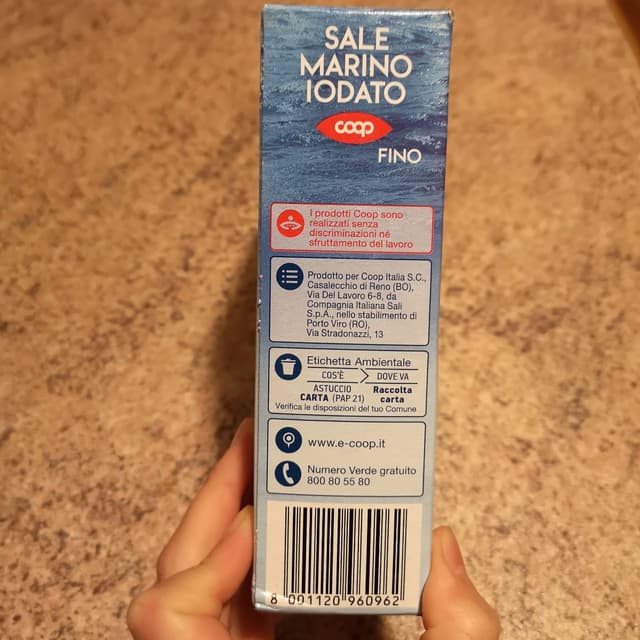 SALE
MARINO
IODATO
coop
FINO
I prodotti Coop sono
realizzati senza
discriminazioni né
sfruttamento del lavoro
Prodotto per Coop Italia S.C.,
Casalecchio di Reno (BO),
Via Del Lavoro 6-8, da
Compagnia Italiana Sali
S.p.A., nello stabilimento di
Porto Viro (RO),
Via Stradonazzi, 13
Etichetta Ambientale
COS'È DOVE VA
ASTUCCIO Raccolta
CARTA (PAP 21) carta
Verifica le disposizioni del tuo Comune
www.e-coop.it
Numero Verde gratuito
800 80 55 80
8 001120 960962